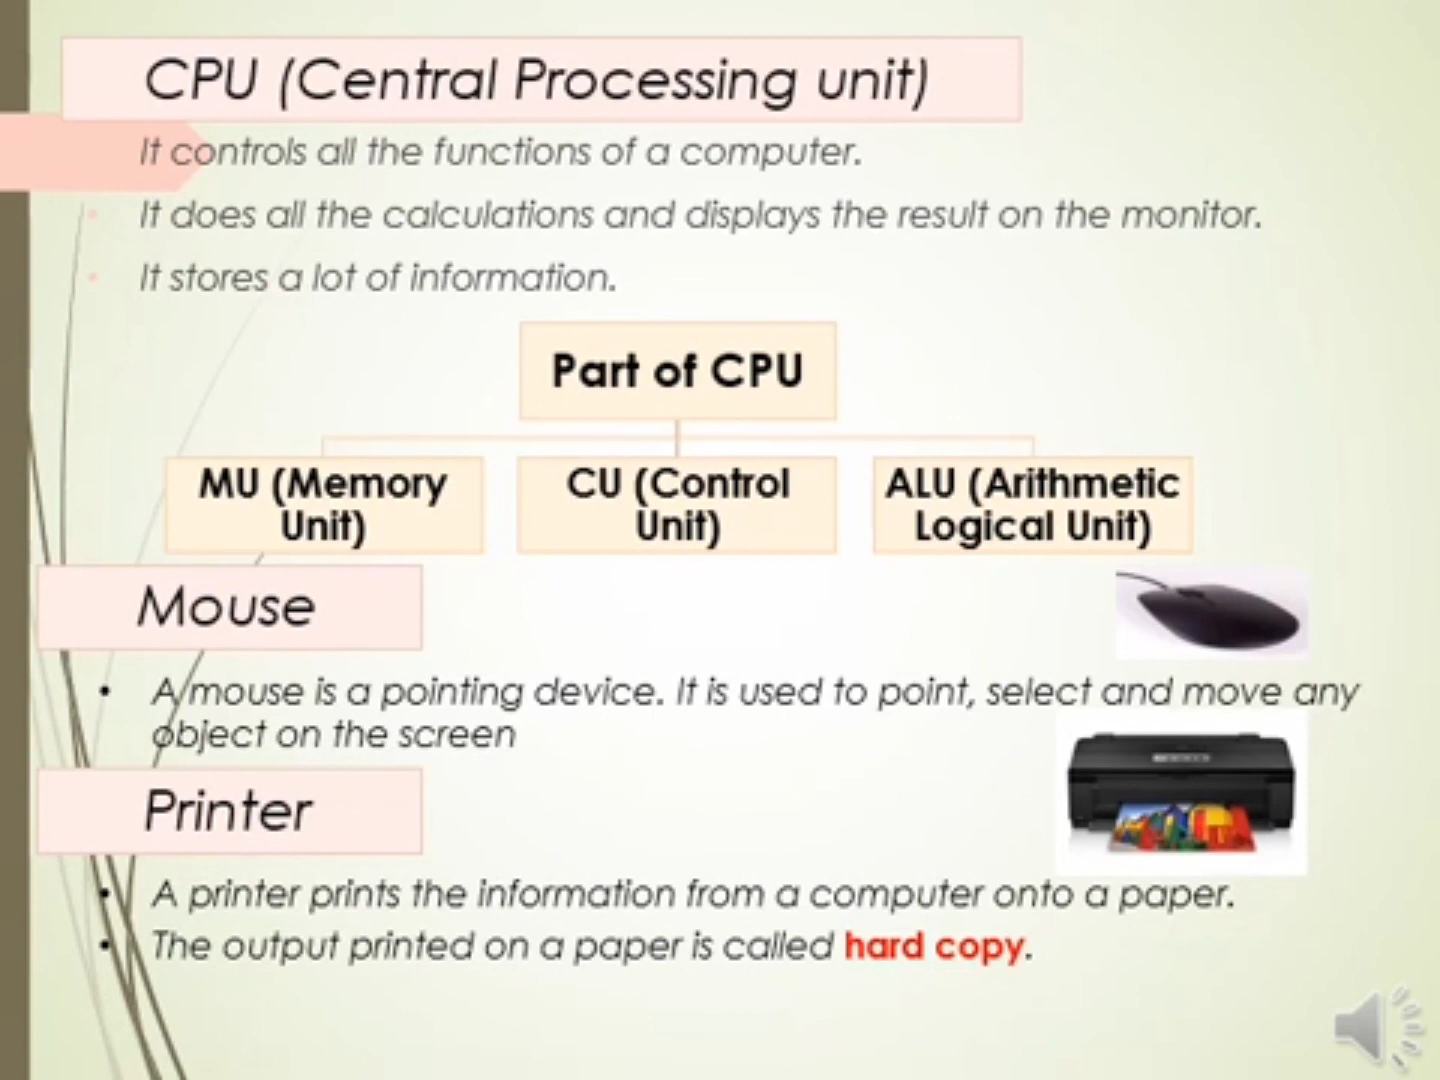 CPU (Central Processing unit)
It controls all the functions of a computer.
It does all the calculations and displays the result on the monitor.
It stores a lot of information.
Part of CPU
MU (Memory
Unit)
CU (Control
Unit)
ALU (Arithmetic
Logical Unit)
Mouse
A mouse is a pointing device. It is used to point, select and move any
object on the screen
Printer
A printer prints the information from a computer onto a paper.
The output printed on a paper is called hard copy.